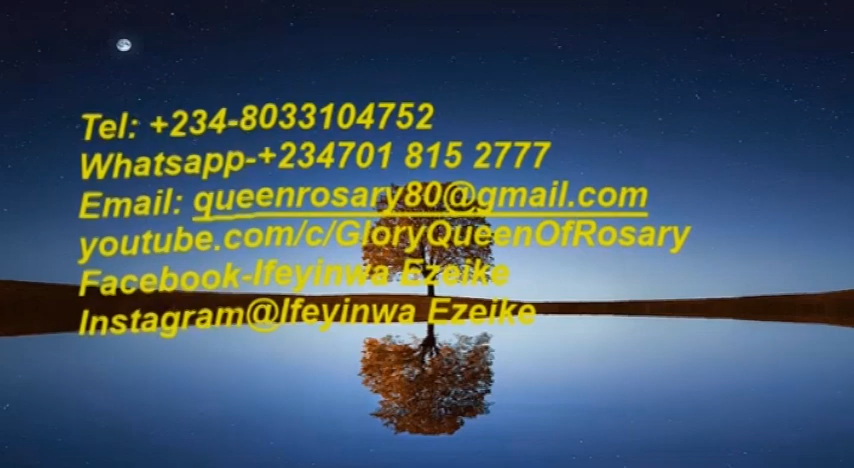 Tel: +234-8033104752
Whatsapp-+234701 815 2777
Email: queenrosary80@gmail.com
youtube.com/c/GloryQueenOfRosary
Facebook-Ifeyinwa Ezeike
Instagram@Ifeyinwa Ezeike